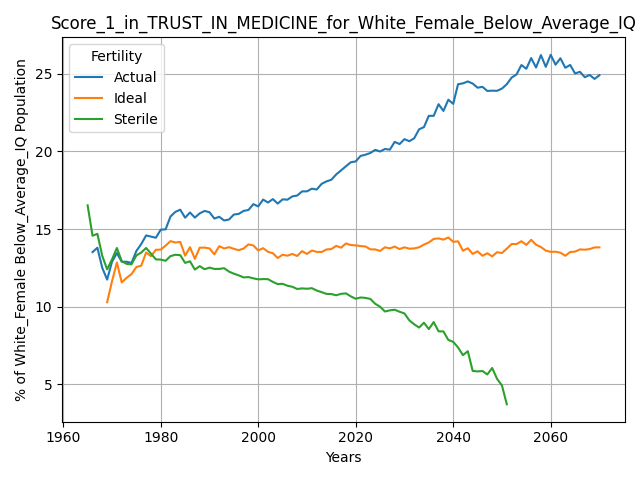 Score_1_in_TRUST_IN_MEDICINE_for_White_Female_Below_Average_IQ
Fertility
Actual
Ideal
Sterile
% of White_Female Below_Average_IQ Population
25
20
15
10
5
1960
1980
2000
2020
2040
2060
Years